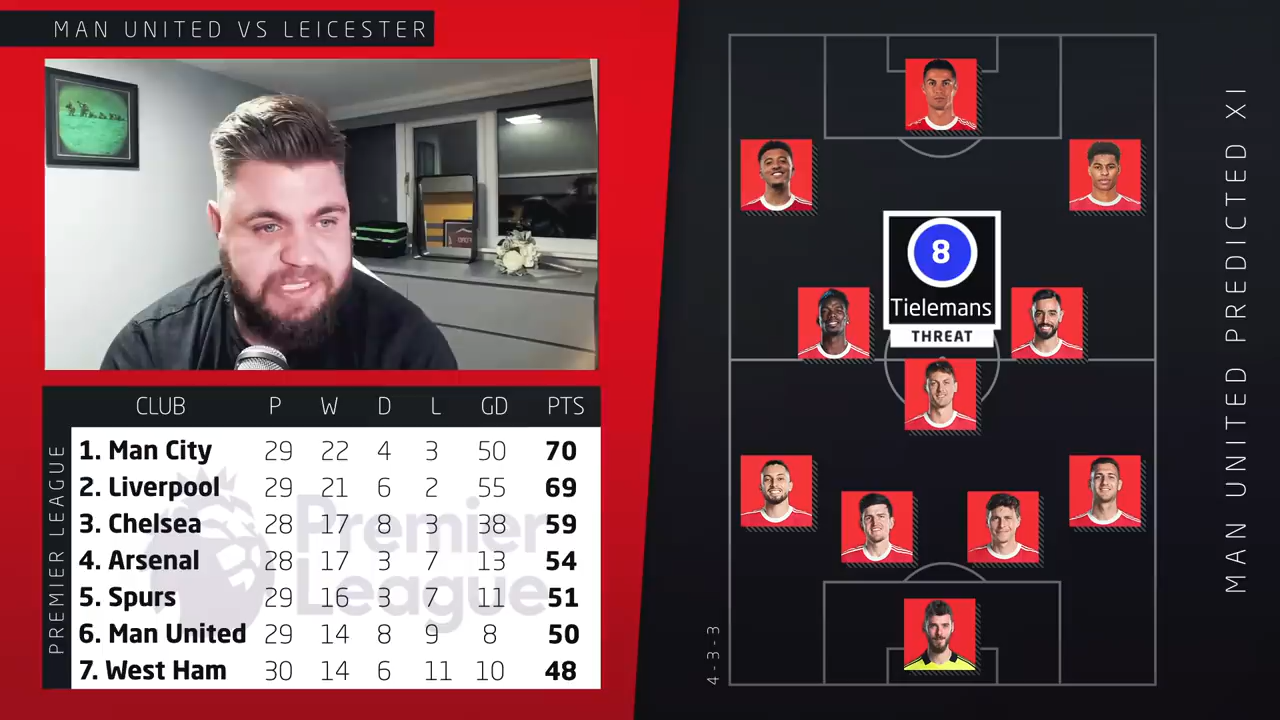 MAN UNITED VS LEICESTER
CLUB P W D L GD PTS
1. Man City 29 22 4 3 50 70
2. Liverpool 29 21 6 2 55 69
3. Chelsea 28 17 8 3 38 59
4. Arsenal 28 17 3 7 13 54
5. Spurs 29 16 3 7 11 51
6. Man United 29 14 8 9 8 50
7. West Ham 30 14 6 11 10 48
PREMIER LEAGUE
Premier
League
8
Tielemans
THREAT
4-3-3
MAN UNITED PREDICTED XI